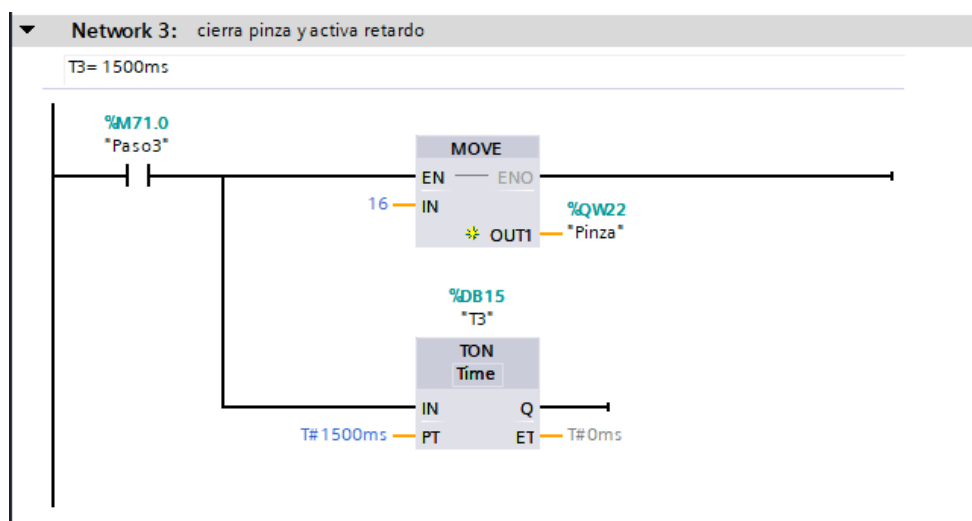 Network 3: cierra pinza y activa retardo
T3= 1500ms
%M71.0
"Paso3"
MOVE
EN ENO
16 IN
%QW22
OUT1 "Pinza"
%DB15
"T3"
TON
Time
IN Q
T#1500ms PT ET T#0ms